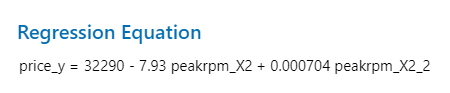 Regression Equation
price_y = 32290 - 7.93 peakrpm_X2 + 0.000704 peakrpm_X2_2